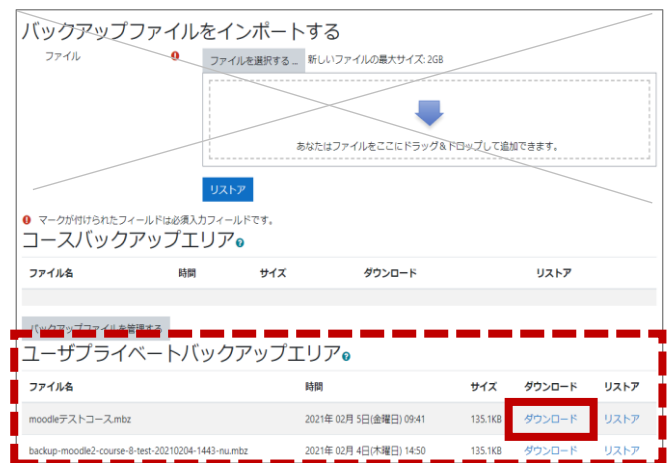 バックアップファイルをインポートする
ファイル
ファイルを選択する ... 新しいファイルの最大サイズ: 2GB
あなたはファイルをここにドラッグ&ドロップして追加できます。
リストア
マークが付けられたフィールドは必須入力フィールドです。
コースバックアップエリア
ファイル名 時間 サイズ ダウンロード リストア
バックアップファイルを管理する
ユーザプライベートバックアップエリア
ファイル名 時間 サイズ ダウンロード リストア
moodleテストコース.mbz 2021年 02月 5日(金曜日) 09:41 135.1KB ダウンロード リストア
backup-moodle2-course-8-test-20210204-1443-nu.mbz 2021年 02月 4日(木曜日) 14:50 135.1KB ダウンロード リストア